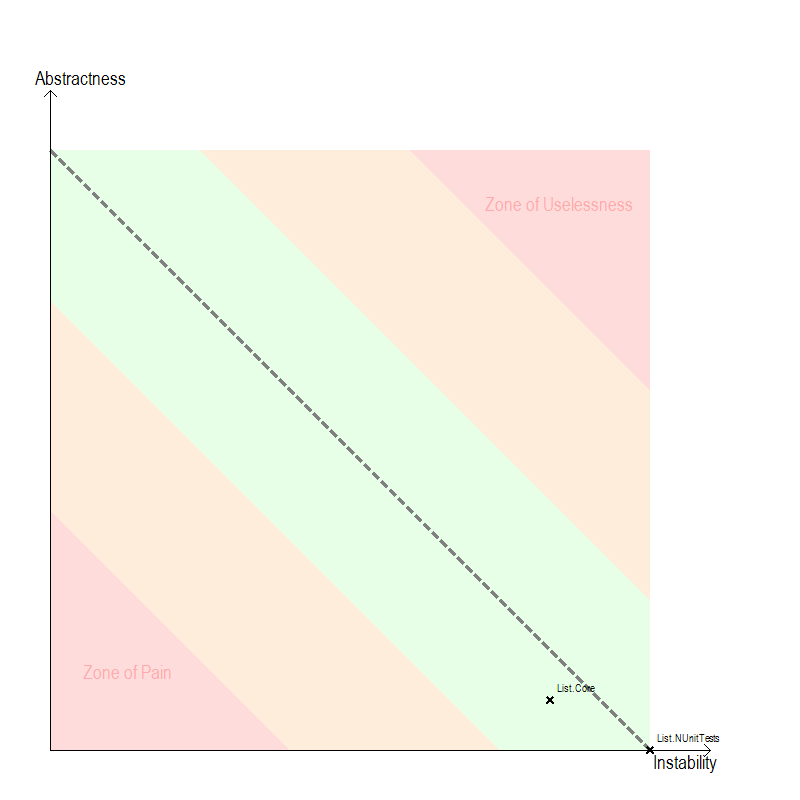 Abstractness
Zone of Uselessness
Zone of Pain
List.Core
List.NUnitTests
Instability